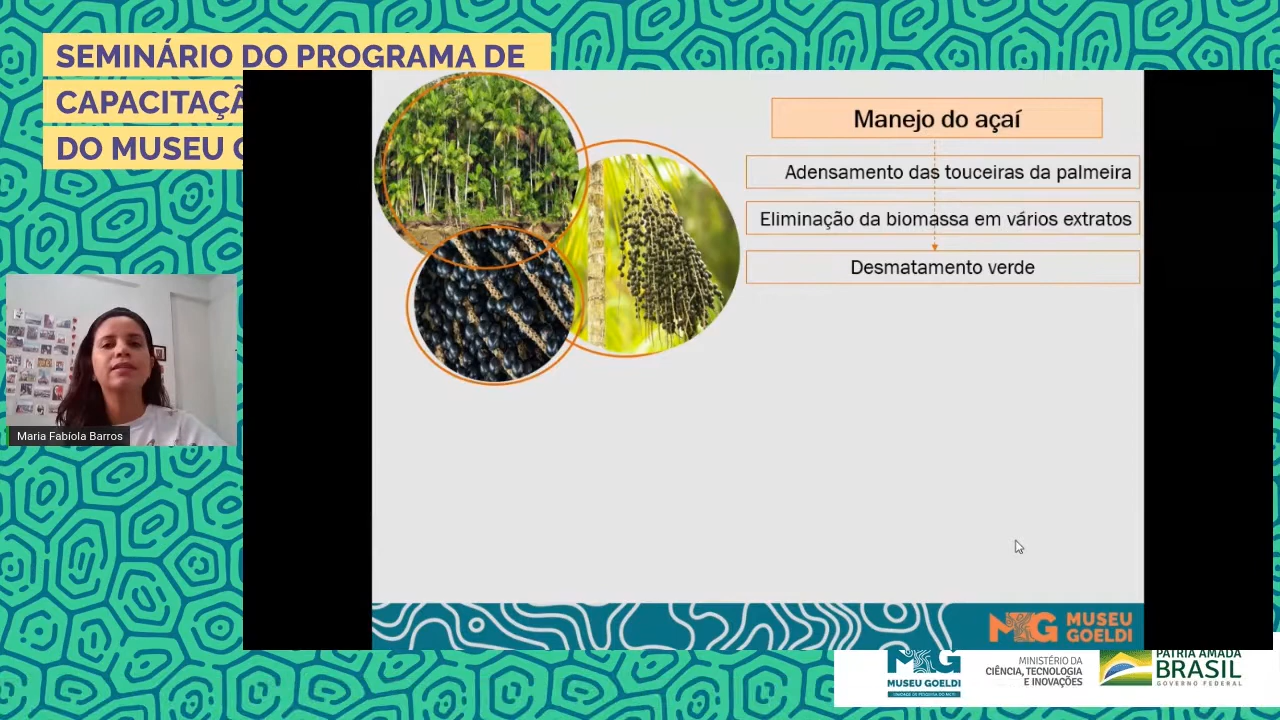 SEMINÁRIO DO PROGRAMA DE
CAPACITAÇÃ
DO MUSEU G
Manejo do açaí
Adensamento das touceiras da palmeira
Eliminação da biomassa em vários extratos
Desmatamento verde
Maria Fabíola Barros
MUSEU
GOELDI
MUSEU GOELDI
MINISTÉRIO DA
CIÊNCIA, TECNOLOGIA
E INOVAÇÕES
PÁTRIA AMADA
BRASIL
GOVERNO FEDERAL